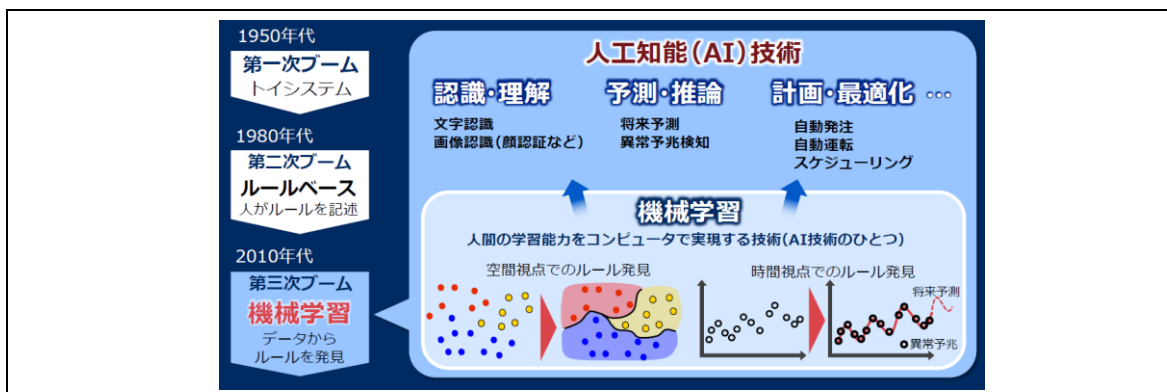 1950年代
第一次ブーム
トイシステム
1980年代
第二次ブーム
ルールベース
人がルールを記述
2010年代
第三次ブーム
機械学習
データから
ルールを発見
人工知能(AI)技術
認識・理解
文字認識
画像認識(顔認証など)
予測・推論
将来予測
異常予兆検知
計画・最適化 …
自動発注
自動運転
スケジューリング
機械学習
人間の学習能力をコンピュータで実現する技術(AI技術のひとつ)
空間視点でのルール発見
時間視点でのルール発見
将来予測
異常予兆